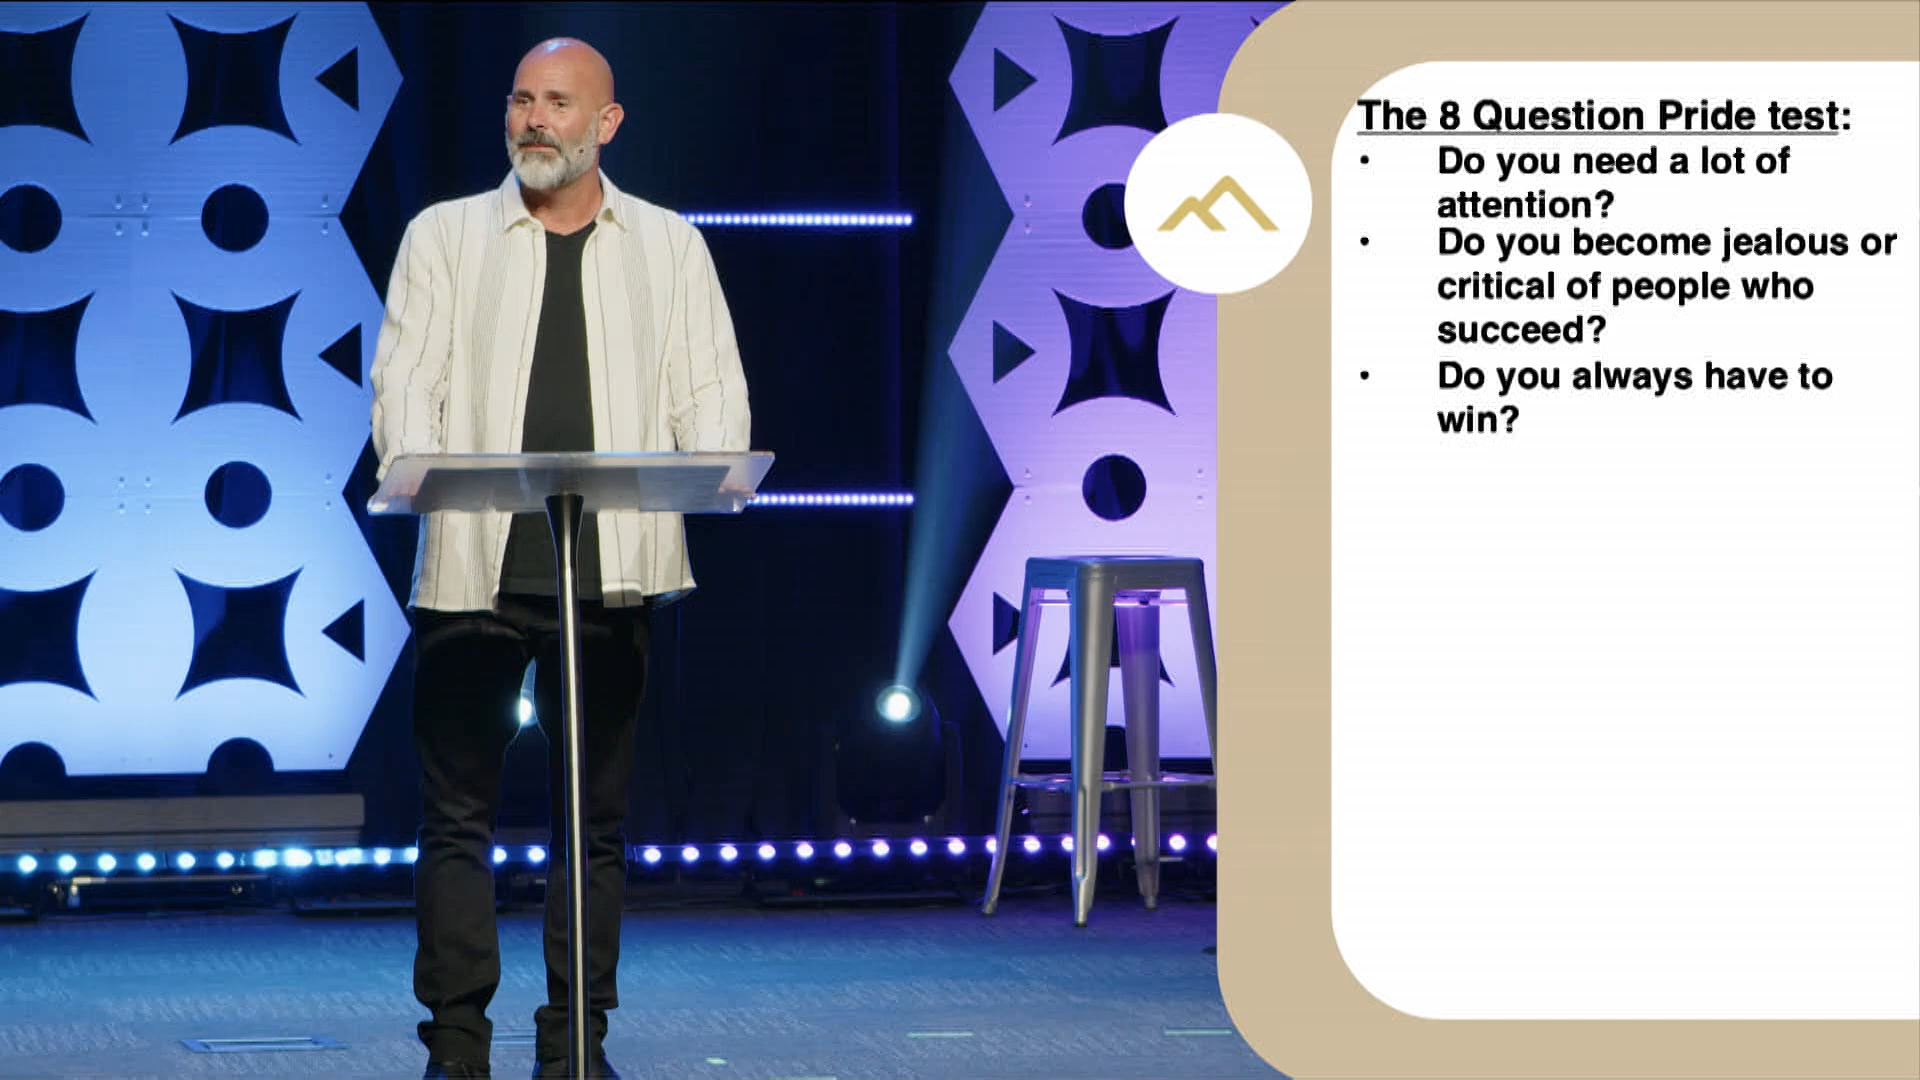 The 8 Question Pride test:
• Do you need a lot of
attention?
• Do you become jealous or
critical of people who
succeed?
• Do you always have to
win?